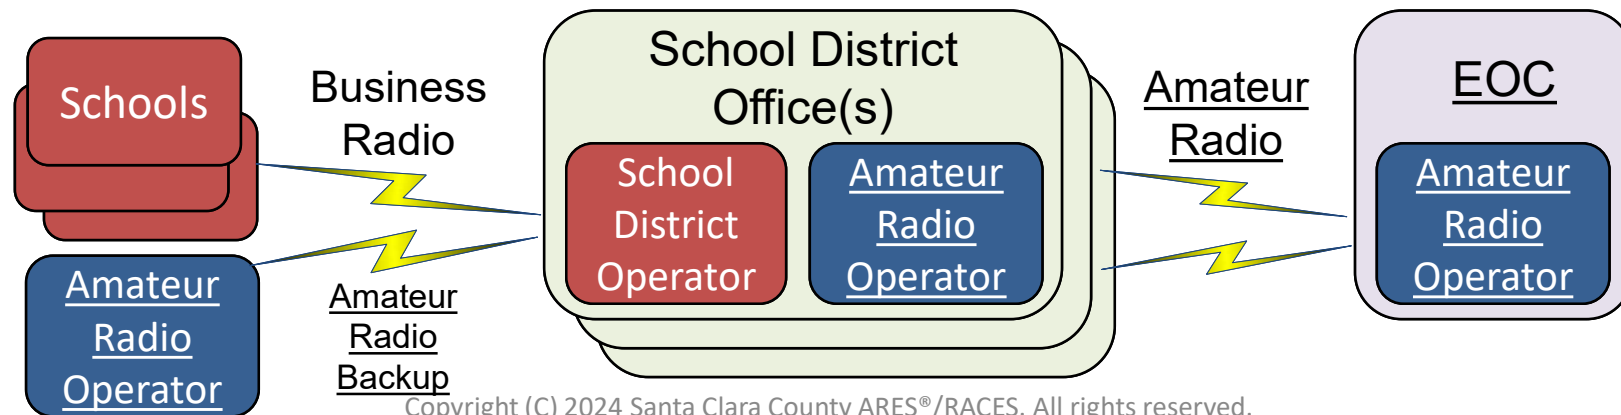 Schools
Business
Radio
Amateur
Radio
Operator
Amateur
Radio
Backup
School District
Office(s)
School
District
Operator
Amateur
Radio
Operator
Amateur
Radio
EOC
Amateur
Radio
Operator
Copyright (C) 2024 Santa Clara County ARES®/RACES. All rights reserved.